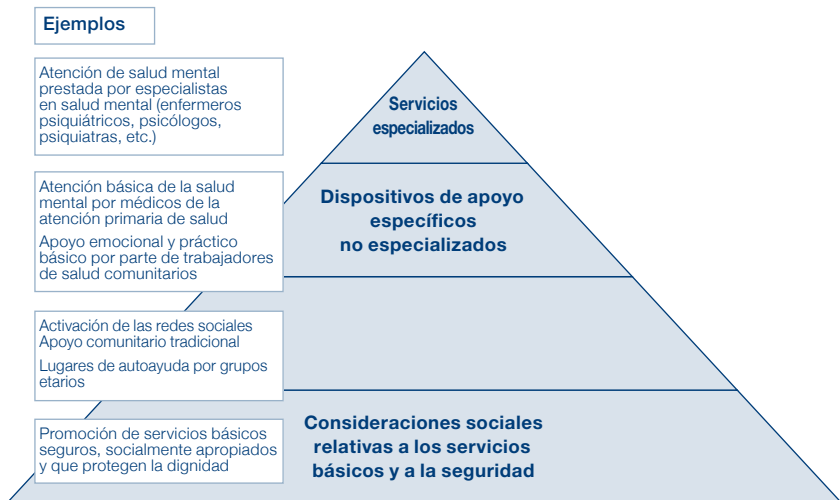 Ejemplos
Atención de salud mental
prestada por especialistas
en salud mental (enfermeros
psiquiátricos, psicólogos,
psiquiatras, etc.)
Servicios
especializados
Atención básica de la salud
mental por médicos de la
atención primaria de salud
Apoyo emocional y práctico
básico por parte de trabajadores
de salud comunitarios
Dispositivos de apoyo
específicos
no especializados
Activación de las redes sociales
Apoyo comunitario tradicional
Lugares de autoayuda por grupos
etarios
Promoción de servicios básicos
seguros, socialmente apropiados
y que protegen la dignidad
Consideraciones sociales
relativas a los servicios
básicos y a la seguridad